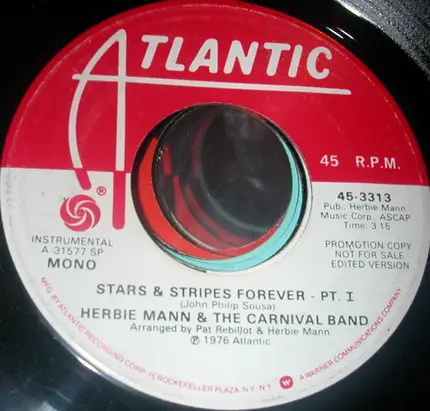 ATLANTIC
®
45 R.P.M.
45-3313
Pub., Herbie Mann
Music Corp., ASCAP
Time: 3:15
INSTRUMENTAL
A-31577 SP
MONO
PROMOTION COPY
NOT FOR SALE
EDITED VERSION
STARS & STRIPES FOREVER - PT. I
(John Philip Sousa)
HERBIE MANN & THE CARNIVAL BAND
Arranged by Pat Rebillot & Herbie Mann
℗ 1976 Atlantic
MFG. BY ATLANTIC RECORDING CORP., 75 ROCKEFELLER PLAZA, N.Y., N.Y. A WARNER COMMUNICATIONS COMPANY